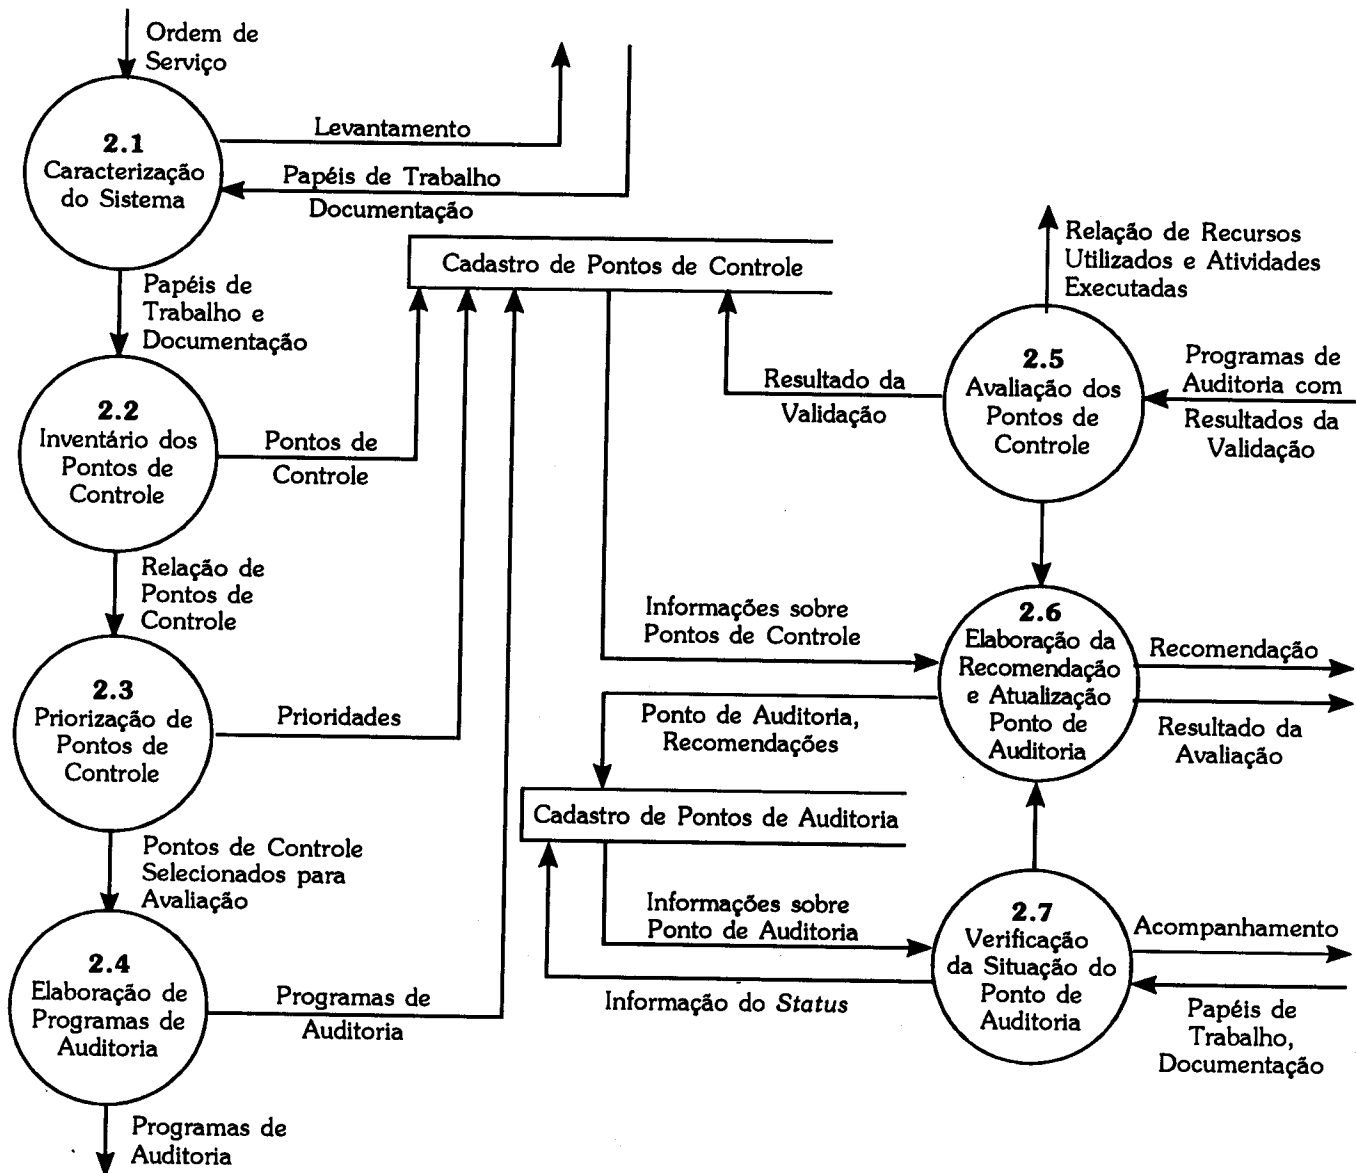 Ordem de
Serviço
2.1
Caracterização
do Sistema
Levantamento
Papéis de Trabalho
Documentação
Papéis de
Trabalho e
Documentação
2.2
Inventário dos
Pontos de
Controle
Pontos de
Controle
Relação de
Pontos de
Controle
2.3
Priorização de
Pontos de
Controle
Prioridades
Pontos de Controle
Selecionados para
Avaliação
2.4
Elaboração de
Programas de
Auditoria
Programas de
Auditoria
Programas de
Auditoria
Cadastro de Pontos de Controle
Relação de Recursos
Utilizados e Atividades
Executadas
2.5
Avaliação dos
Pontos de
Controle
Programas de
Auditoria com
Resultados da
Validação
Resultado da
Validação
Informações sobre
Pontos de Controle
2.6
Elaboração da
Recomendação
e Atualização
Ponto de
Auditoria
Recomendação
Resultado da
Avaliação
Ponto de Auditoria,
Recomendações
Cadastro de Pontos de Auditoria
Informações sobre
Ponto de Auditoria
2.7
Verificação
da Situação do
Ponto de
Auditoria
Acompanhamento
Papéis de
Trabalho,
Documentação
Informação do Status